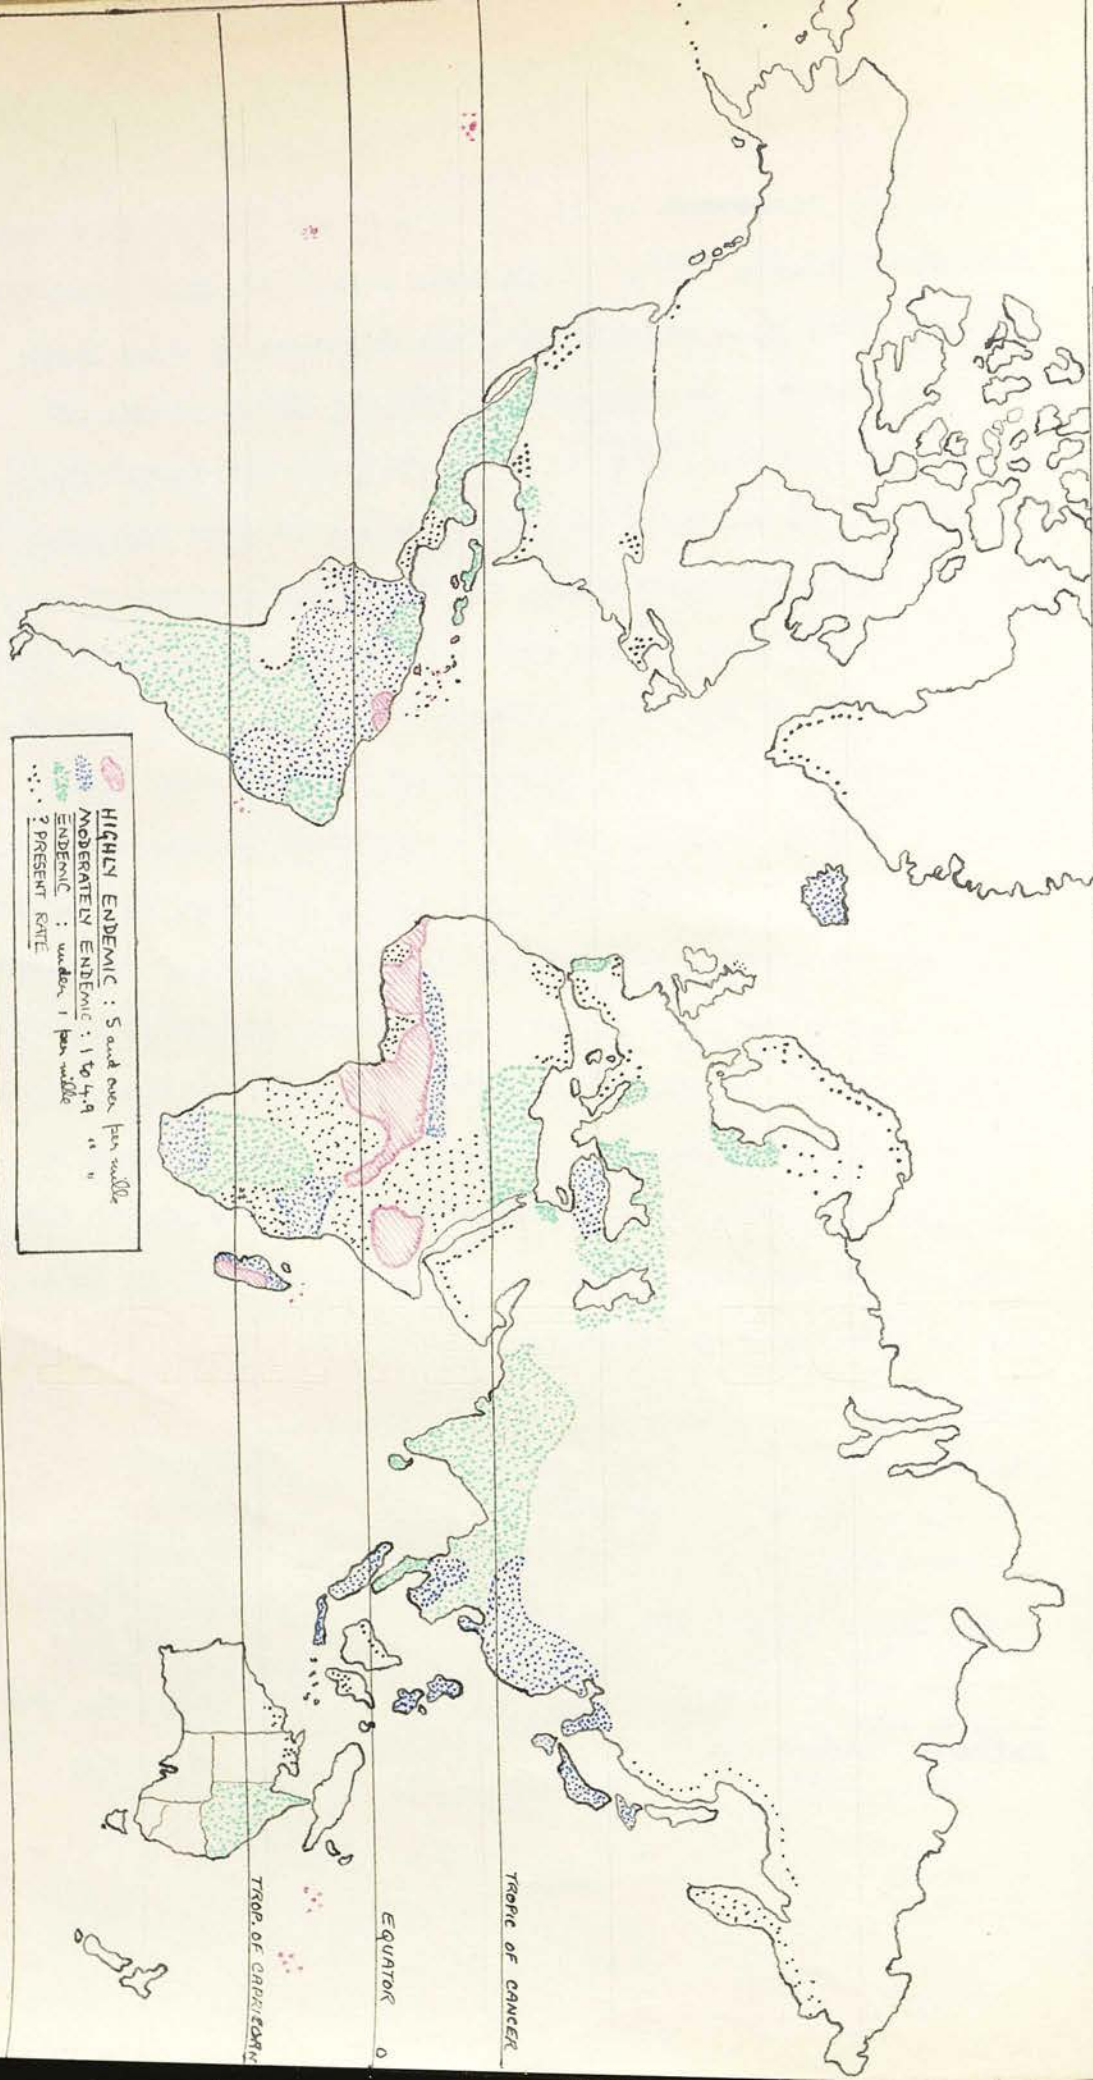 HIGHLY ENDEMIC : 5 and over per mille
MODERATELY ENDEMIC : 1 to 4.9 " "
ENDEMIC : under 1 per mille
? PRESENT RATE
TROPIC OF CANCER
EQUATOR O
TROP. OF CAPRICORN